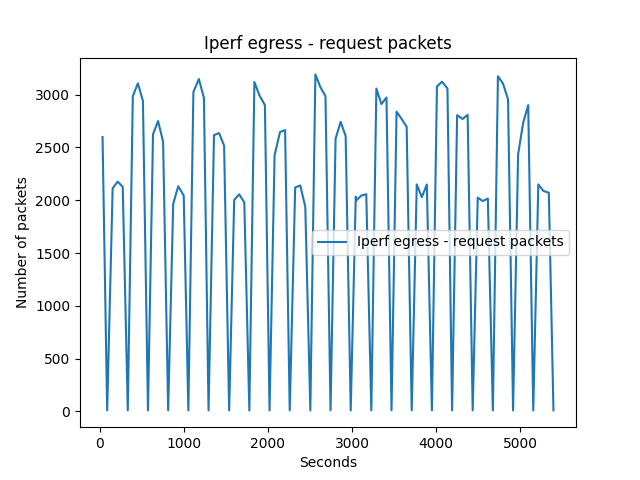 Iperf egress - request packets
Number of packets
3000
2500
2000
1500
1000
500
0
Iperf egress - request packets
0 1000 2000 3000 4000 5000
Seconds